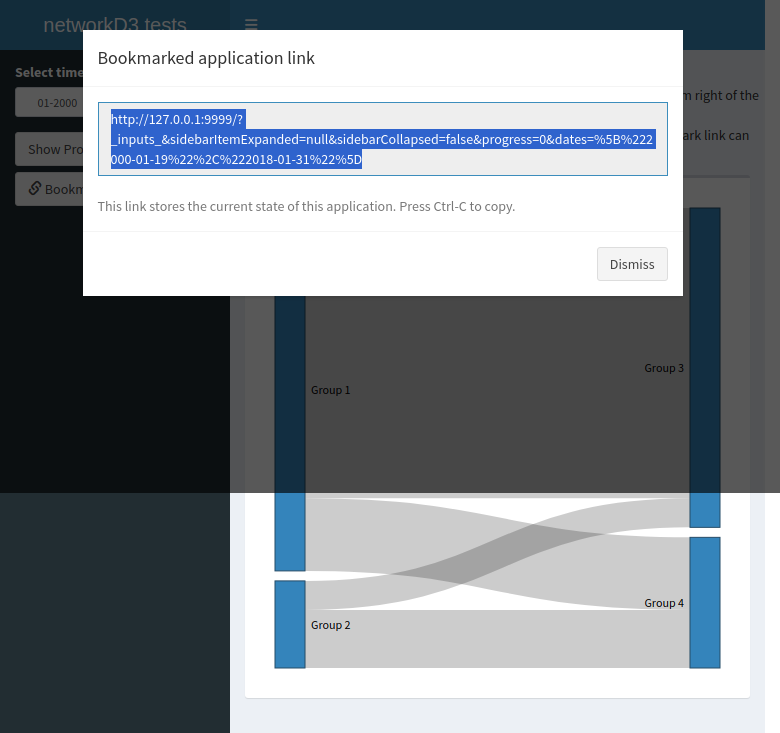 networkD3 tests
Bookmarked application link
Select time
01-2000
Show Pro
Bookm
m right of the
ark link can
http://127.0.0.1:9999/?
_inputs_&sidebarItemExpanded=null&sidebarCollapsed=false&progress=0&dates=%5B%222
000-01-19%22%2C%222018-01-31%22%5D
This link stores the current state of this application. Press Ctrl-C to copy.
Dismiss
Group 3
Group 1
Group 4
Group 2